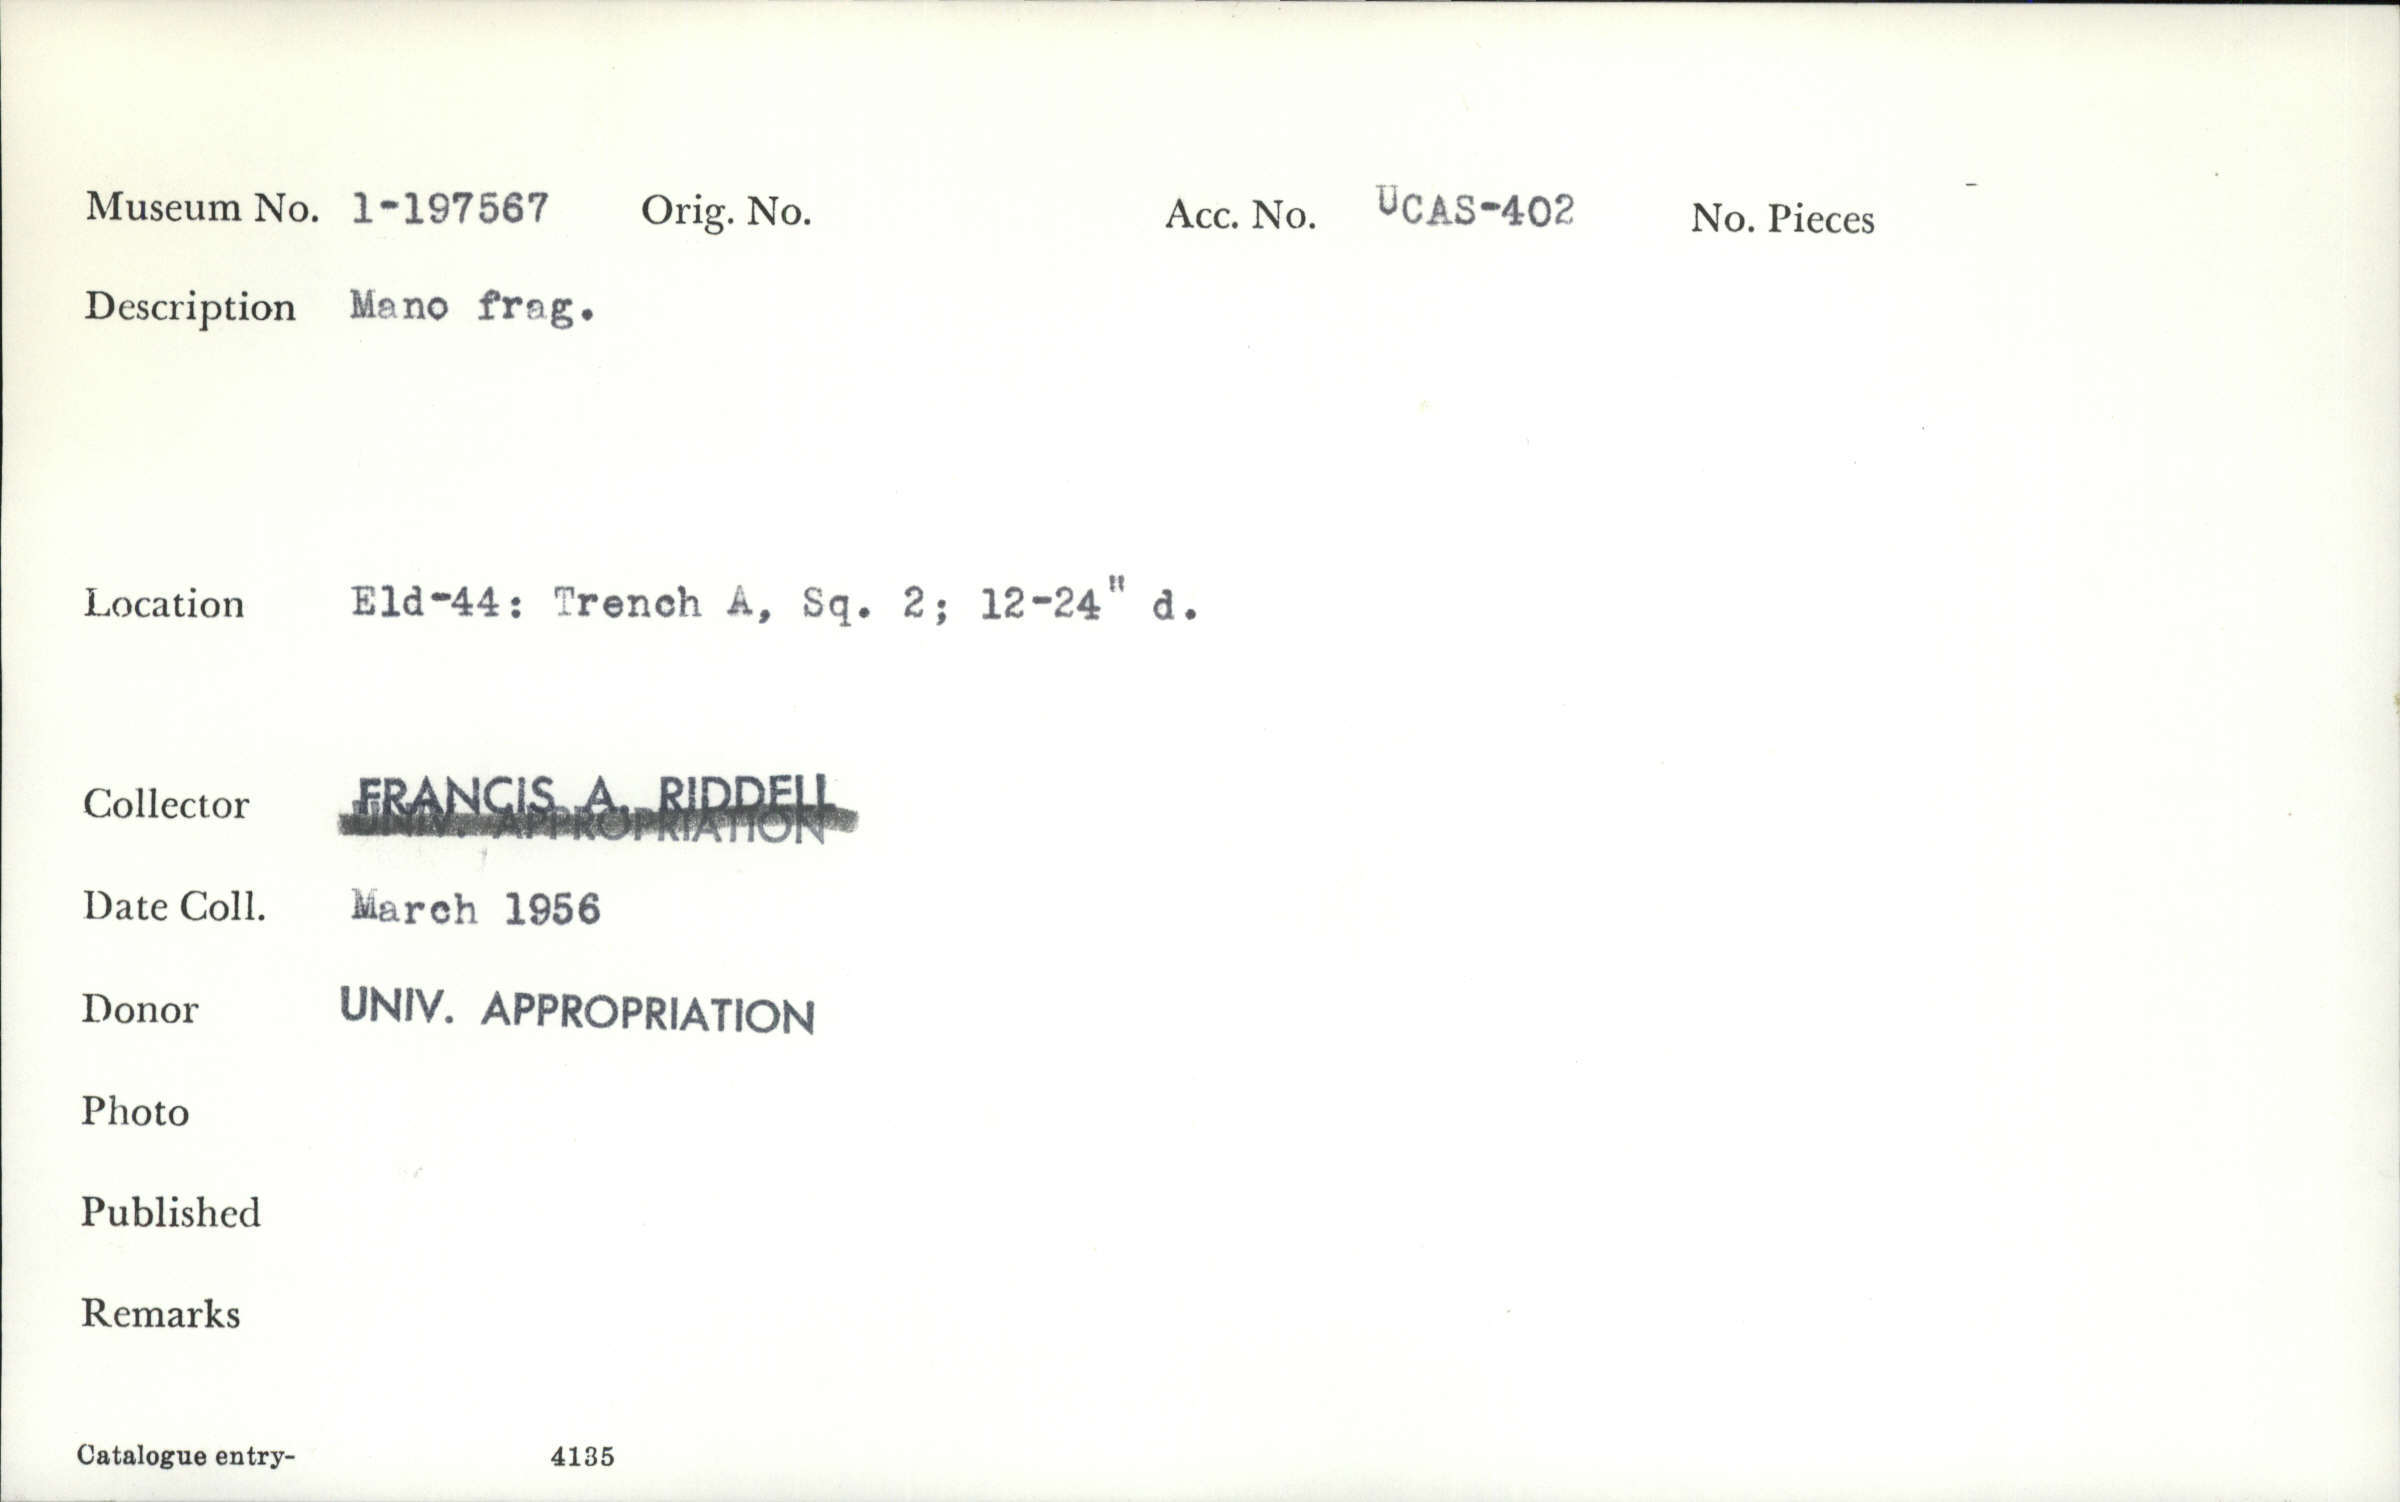 Museum No. 1-197567 Orig. No. Acc. No. UCAS-402 No. Pieces -
Description Mano frag.
Location Eld-44: Trench A, Sq. 2; 12-24" d.
Collector FRANCIS A. RIDDELL
UNIV. APPROPRIATION
Date Coll. March 1956
Donor UNIV. APPROPRIATION
Photo
Published
Remarks
Catalogue entry- 4135